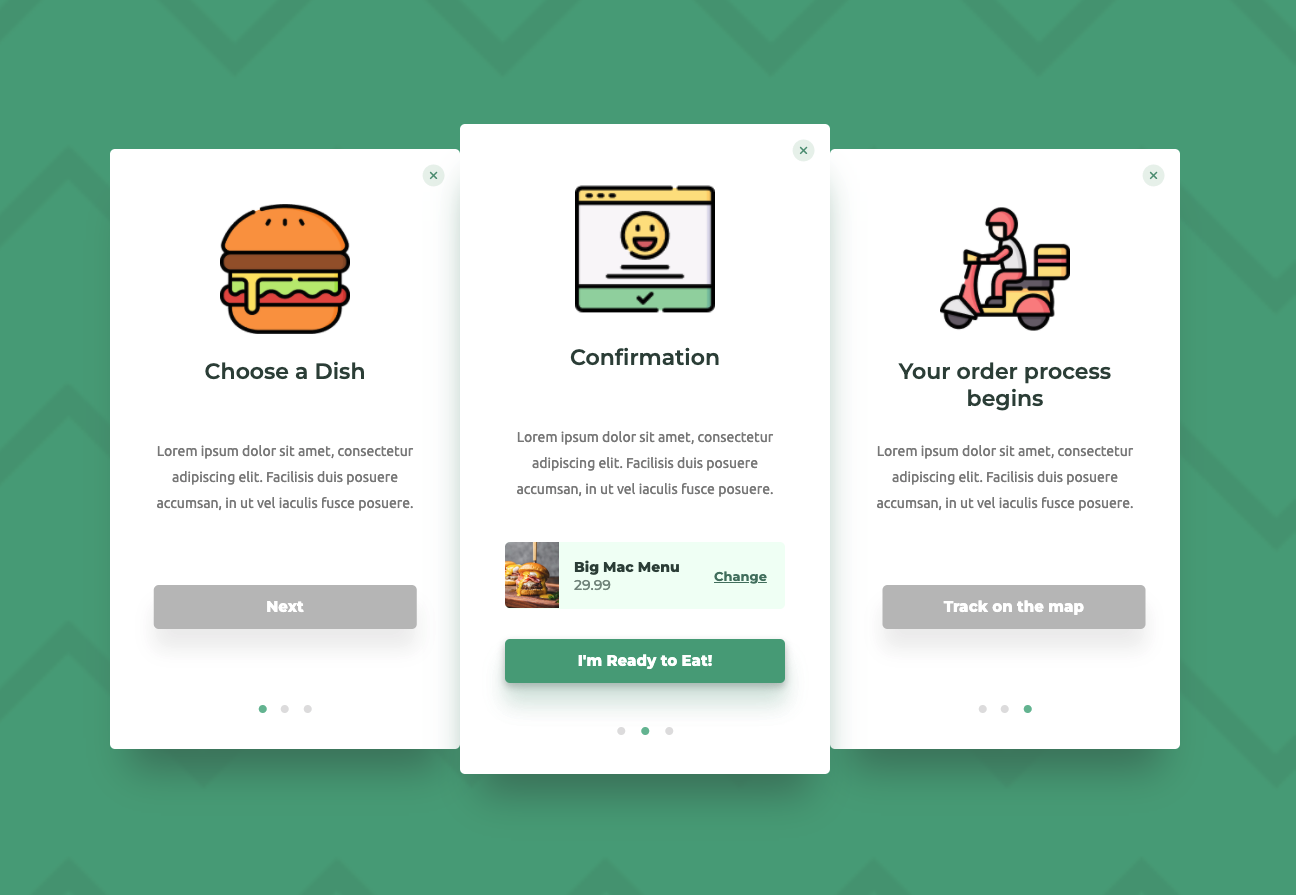 Choose a Dish
Lorem ipsum dolor sit amet, consectetur
adipiscing elit. Facilisis duis posuere
accumsan, in ut vel iaculis fusce posuere.
Next
Confirmation
Lorem ipsum dolor sit amet, consectetur
adipiscing elit. Facilisis duis posuere
accumsan, in ut vel iaculis fusce posuere.
Big Mac Menu
29.99
Change
I'm Ready to Eat!
Your order process
begins
Lorem ipsum dolor sit amet, consectetur
adipiscing elit. Facilisis duis posuere
accumsan, in ut vel iaculis fusce posuere.
Track on the map